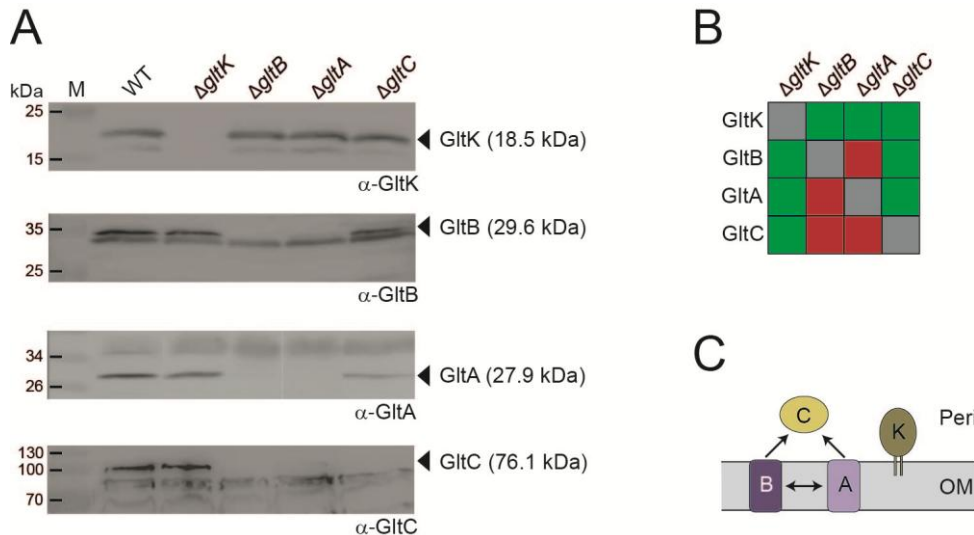 A
kDa
M
WT
ΔgltK
ΔgltB
ΔgltA
ΔgltC
25
15
GltK (18.5 kDa)
α-GltK
35
25
GltB (29.6 kDa)
α-GltB
34
26
GltA (27.9 kDa)
α-GltA
130
100
70
GltC (76.1 kDa)
α-GltC
B
ΔgltK
ΔgltB
ΔgltA
ΔgltC
GltK
GltB
GltA
GltC
C
C
K
Peri
B
A
OM